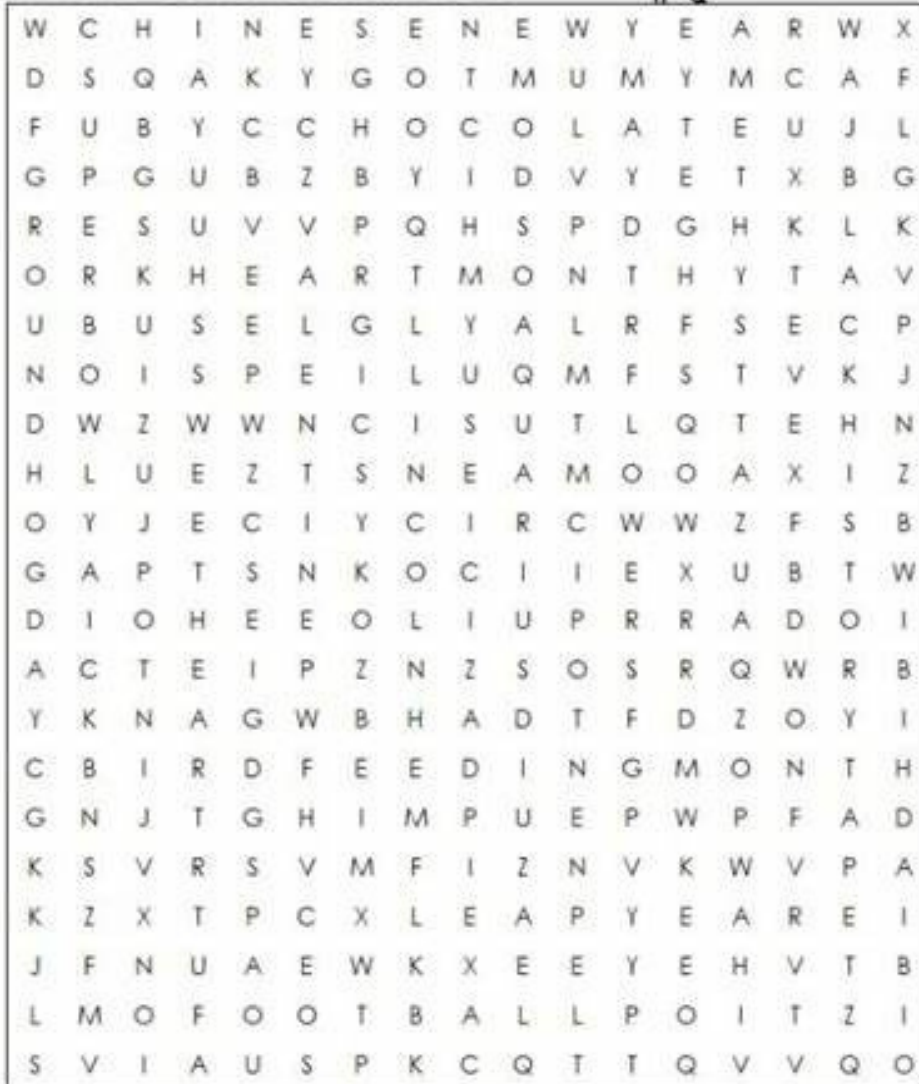 W C H I N E S E N E W Y E A R W X
D S Q A K Y G O T M U M Y M C A F
F U B Y C C H O C O L A T E U J L
G P G U B Z B Y I D V Y E T X B G
R E S U V V P Q H S P D G H K L K
O R K H E A R T M O N T H Y T A V
U B U S E L G L Y A L R F S E C P
N O I S P E I L U Q M F S T V K J
D W Z W W N C I S U T L Q T E H N
H L U E Z T S N E A M O O A X I Z
O Y J E C I Y C I R C W W Z F S B
G A P T S N K O C I I E X U B T W
D I O H E E O L I U P R R A D O I
A C T E I P Z N Z S O S R Q W R B
Y K N A G W B H A D T F D Z O Y I
C B I R D F E E D I N G M O N T H
G N J T G H I M P U E P W P F A D
K S V R S V M F I Z N V K W V P A
K Z X T P C X L E A P Y E A R E I
J F N U A E W K X E E Y E H V T B
L M O F O O T B A L L P O I T Z I
S V I A U S P K C Q T T Q V V Q O